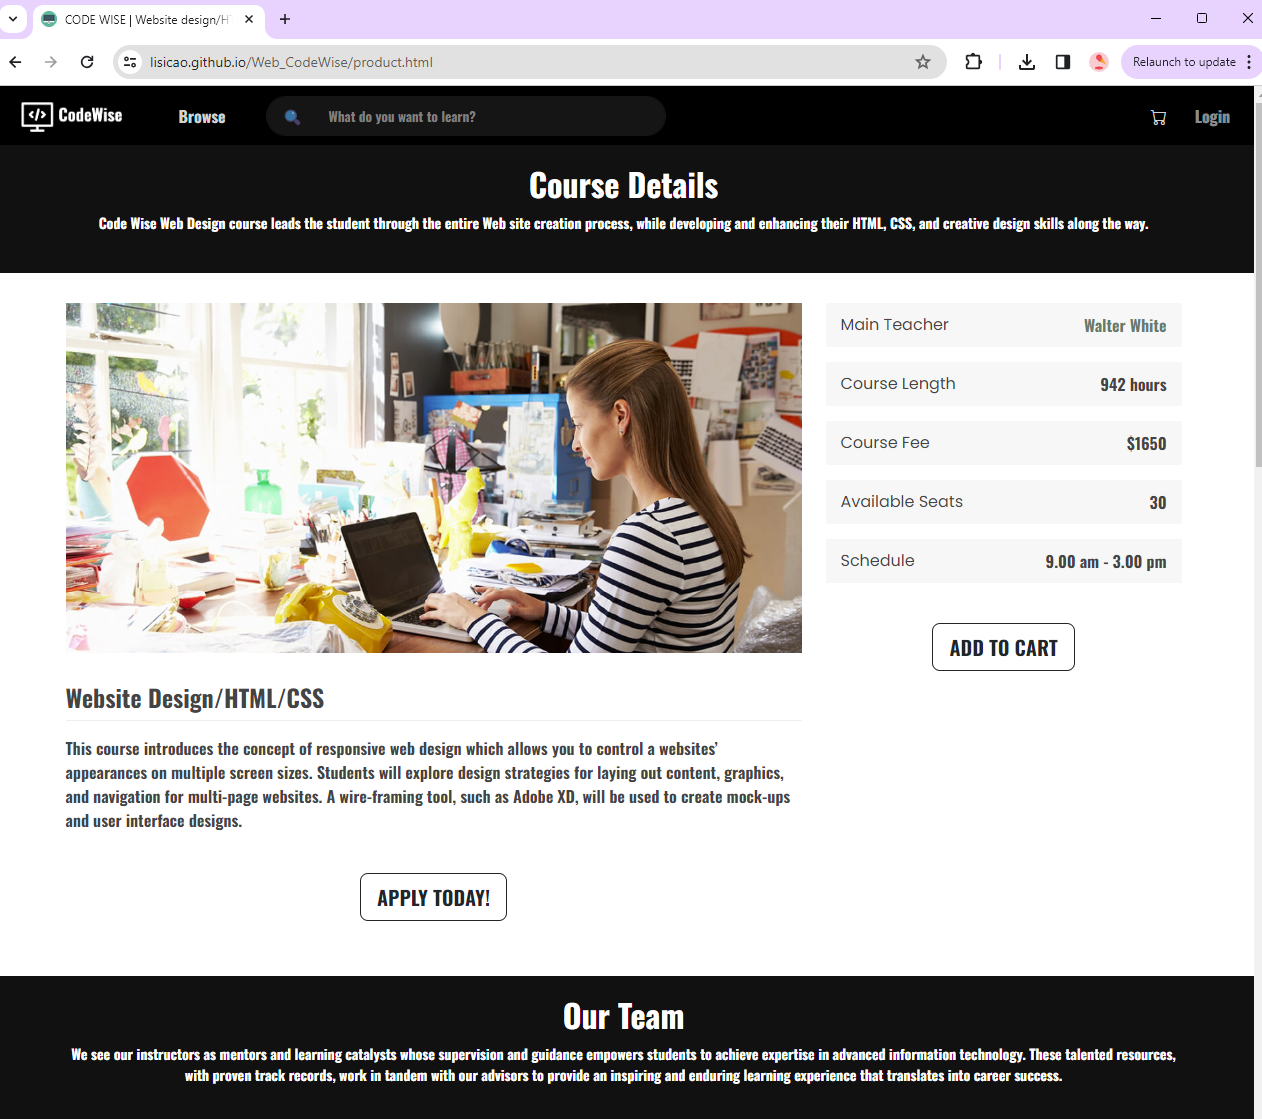 CODE WISE | Website design/H
lisicao.github.io/Web_CodeWise/product.html
Relaunch to update
</> CodeWise
Browse
What do you want to learn?
Login
Course Details
Code Wise Web Design course leads the student through the entire Web site creation process, while developing and enhancing their HTML, CSS, and creative design skills along the way.
Main Teacher Walter White
Course Length 942 hours
Course Fee $1650
Available Seats 30
Schedule 9.00 am - 3.00 pm
ADD TO CART
Website Design/HTML/CSS
This course introduces the concept of responsive web design which allows you to control a websites’
appearances on multiple screen sizes. Students will explore design strategies for laying out content, graphics,
and navigation for multi-page websites. A wire-framing tool, such as Adobe XD, will be used to create mock-ups
and user interface designs.
APPLY TODAY!
Our Team
We see our instructors as mentors and learning catalysts whose supervision and guidance empowers students to achieve expertise in advanced information technology. These talented resources,
with proven track records, work in tandem with our advisors to provide an inspiring and enduring learning experience that translates into career success.